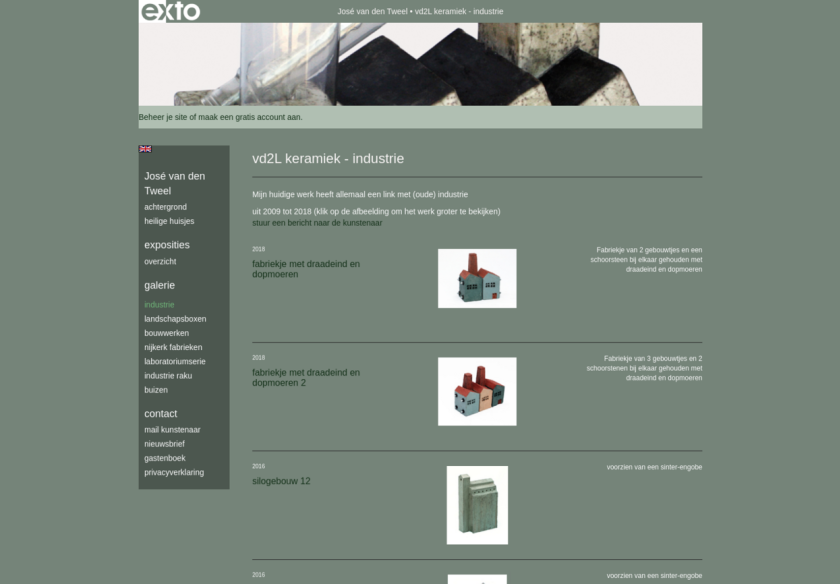 exto
José van den Tweel • vd2L keramiek - industrie
Beheer je site of maak een gratis account aan.
José van den
Tweel
achtergrond
heilige huisjes
exposities
overzicht
galerie
industrie
landschapsboxen
bouwwerken
nijkerk fabrieken
laboratoriumserie
industrie raku
buizen
contact
mail kunstenaar
nieuwsbrief
gastenboek
privacyverklaring
vd2L keramiek - industrie
Mijn huidige werk heeft allemaal een link met (oude) industrie
uit 2009 tot 2018 (klik op de afbeelding om het werk groter te bekijken)
stuur een bericht naar de kunstenaar
2018
fabriekje met draadeind en
dopmoeren
Fabriekje van 2 gebouwtjes en een
schoorsteen bij elkaar gehouden met
draadeind en dopmoeren
2018
fabriekje met draadeind en
dopmoeren 2
Fabriekje van 3 gebouwtjes en 2
schoorstenen bij elkaar gehouden met
draadeind en dopmoeren
2016
silogebouw 12
voorzien van een sinter-engobe
2016
voorzien van een sinter-engobe